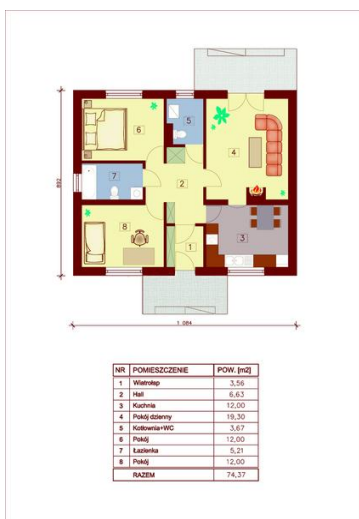 6
5
4
7
2
8
1
3
892
1 084
NR POMIESZCZENIE POW. [m2]
1 Wiatrołap 3,56
2 Hall 6,63
3 Kuchnia 12,00
4 Pokój dzienny 19,30
5 Kotłownia+WC 3,67
6 Pokój 12,00
7 Łazienka 5,21
8 Pokój 12,00
RAZEM 74,37